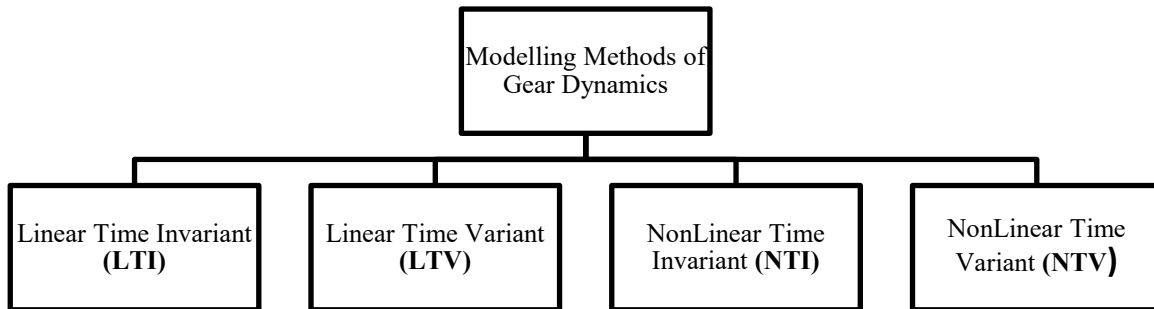 Modelling Methods of
Gear Dynamics
Linear Time Invariant
(LTI)
Linear Time Variant
(LTV)
NonLinear Time
Invariant (NTI)
NonLinear Time
Variant (NTV)